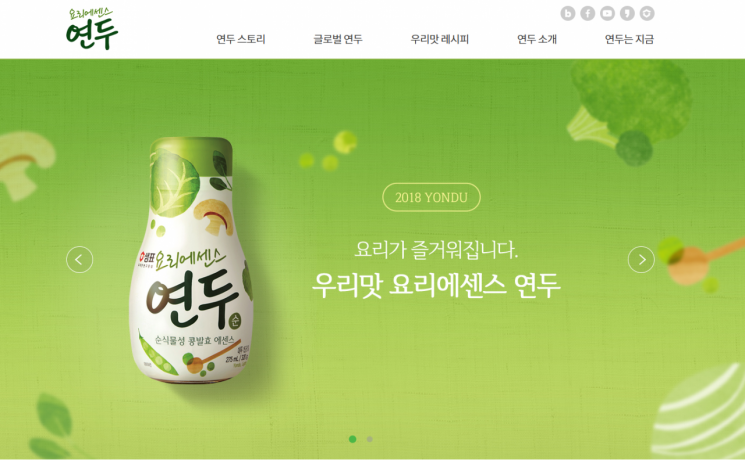 요리에센스
연두
연두 스토리
글로벌 연두
우리맛 레시피
연두 소개
연두는 지금
2018 YONDU
요리가 즐거워집니다.
우리맛 요리에센스 연두
샘표
요리에센스
연두
순
순식물성 콩발효 에센스